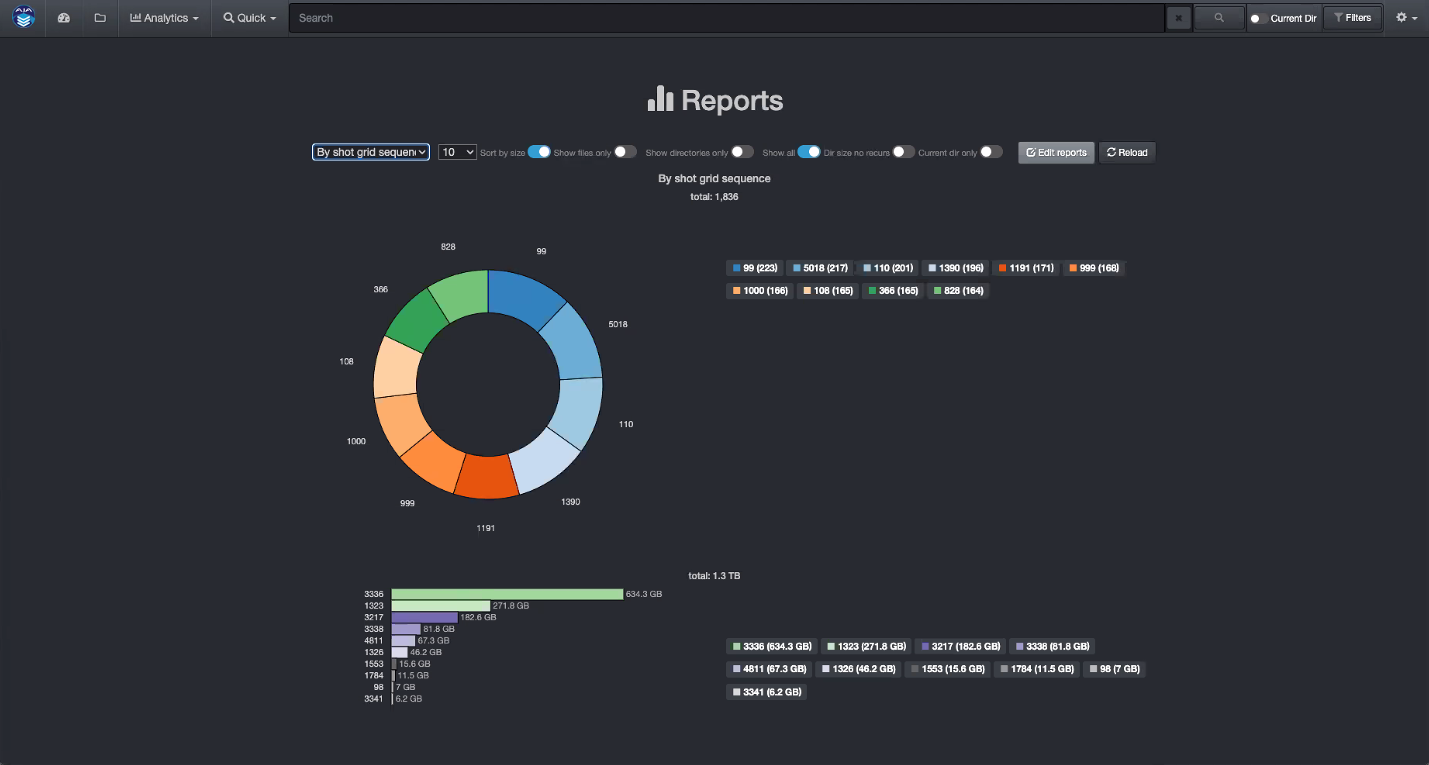 AJA
Analytics
Quick
Search
Current Dir
Filters
Reports
By shot grid sequen
10
Sort by size
Show files only
Show directories only
Show all
Dir size no recurs
Current dir only
Edit reports
Reload
By shot grid sequence
total: 1,836
828
99
366
5018
108
110
1000
999
1390
1191
99 (223)
5018 (217)
110 (201)
1390 (196)
1191 (171)
999 (168)
1000 (166)
108 (165)
366 (165)
828 (164)
total: 1.3 TB
3336 634.3 GB
1323 271.8 GB
3217 182.6 GB
3338 81.8 GB
4811 67.3 GB
1326 46.2 GB
1553 15.6 GB
1784 11.5 GB
98 7 GB
3341 6.2 GB
3336 (634.3 GB)
1323 (271.8 GB)
3217 (182.6 GB)
3338 (81.8 GB)
4811 (67.3 GB)
1326 (46.2 GB)
1553 (15.6 GB)
1784 (11.5 GB)
98 (7 GB)
3341 (6.2 GB)